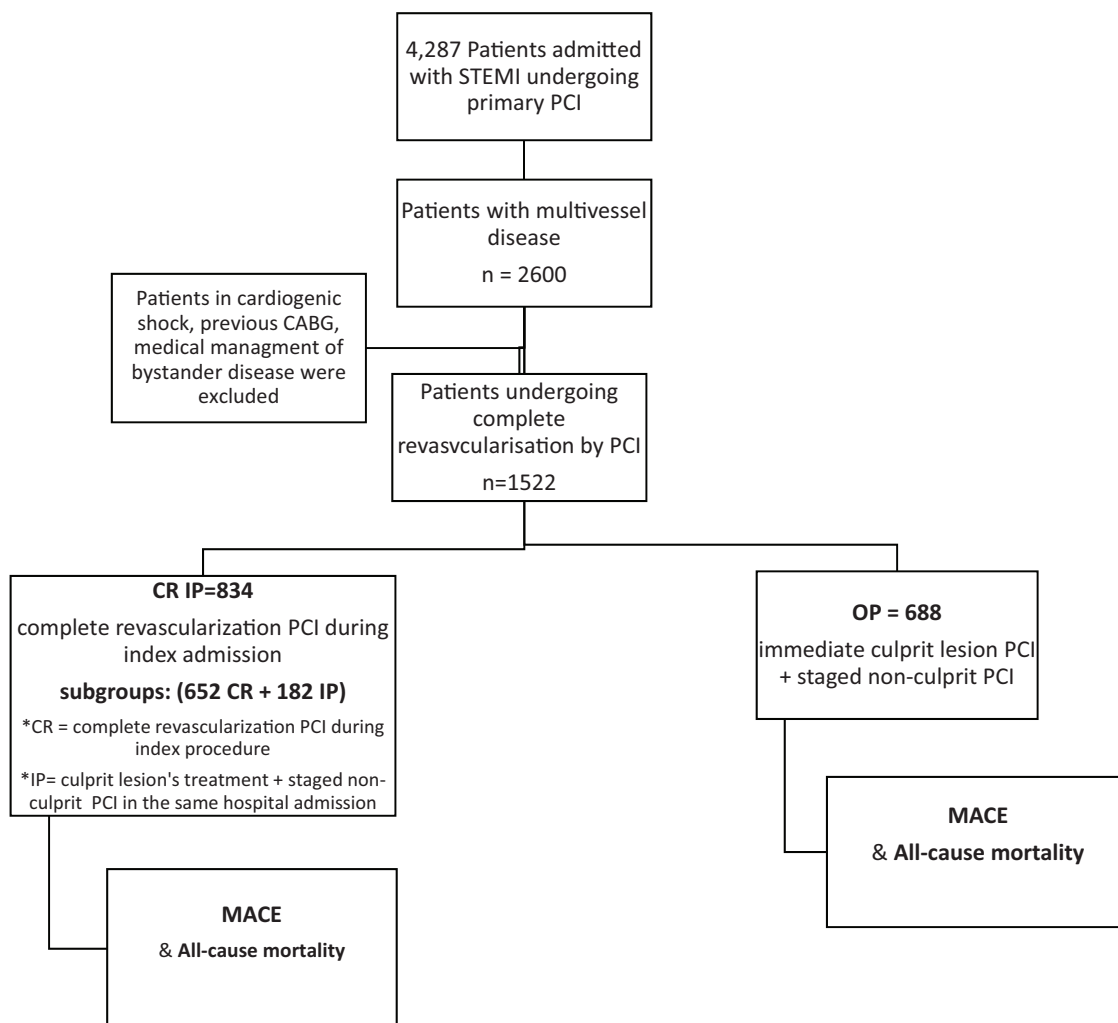 4,287 Patients admitted
with STEMI undergoing
primary PCI
Patients with multivessel
disease
n = 2600
Patients in cardiogenic
shock, previous CABG,
medical managment of
bystander disease were
excluded
Patients undergoing
complete
revasvcularisation by PCI
n=1522
CR IP=834
complete revascularization PCI during
index admission
subgroups: (652 CR + 182 IP)
*CR = complete revascularization PCI during
index procedure
*IP= culprit lesion's treatment + staged non-
culprit PCI in the same hospital admission
OP = 688
immediate culprit lesion PCI
+ staged non-culprit PCI
MACE
& All-cause mortality
MACE
& All-cause mortality